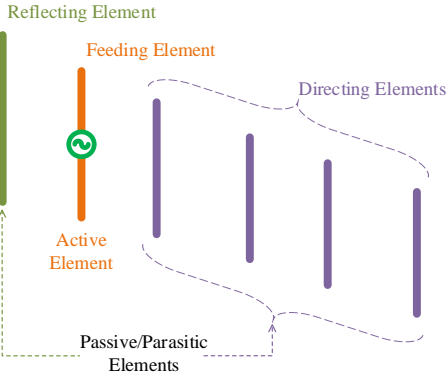 Reflecting Element
Feeding Element
Directing Elements
Active
Element
Passive/Parasitic
Elements